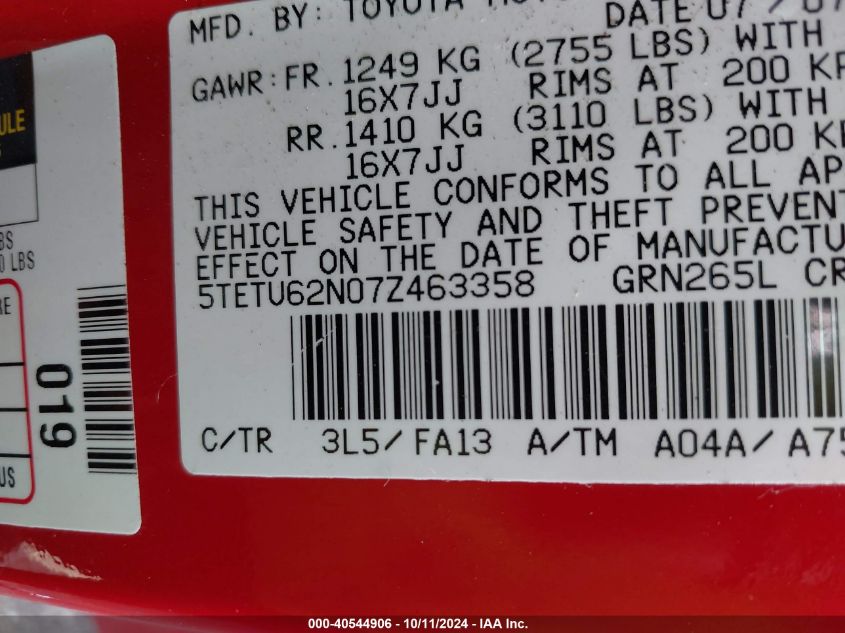 MFD. BY: TOYOTA
DATE 07 / 07
GAWR: FR. 1249 KG (2755 LBS) WITH
16X7JJ RIMS AT 200
RR. 1410 KG (3110 LBS) WITH
16X7JJ RIMS AT 200
THIS VEHICLE CONFORMS TO ALL
VEHICLE SAFETY AND THEFT
EFFECT ON THE DATE OF
5TETU62N07Z463358 GRN265L
C/TR 3L5/ FA13 A/TM A04A/
LBS
019
000-40544906 - 10/11/2024 - IAA Inc.